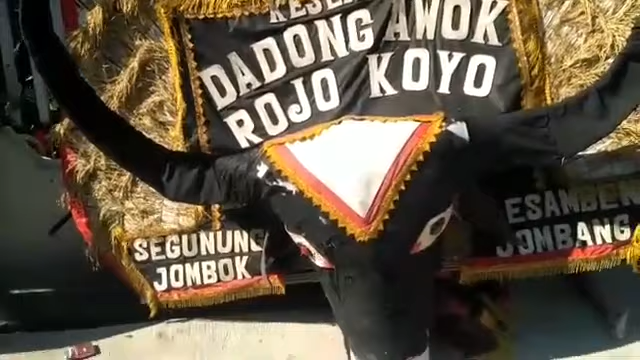 DADONG AWOK
ROJO KOYO
SEGUNUNG
JOMBOK
JOMBANG